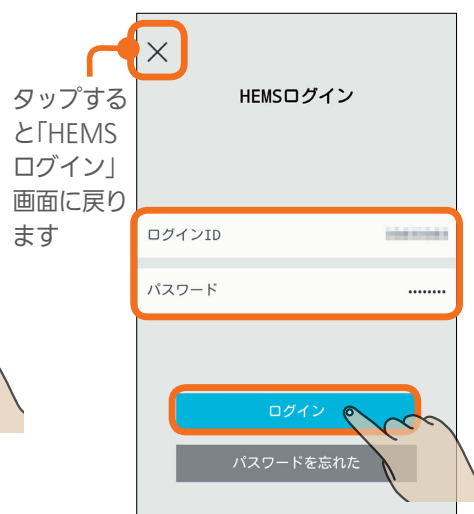 タップする
と「HEMS
ログイン」
画面に戻り
ます
HEMSログイン
ログインID
パスワード ••••••••
ログイン
パスワードを忘れた